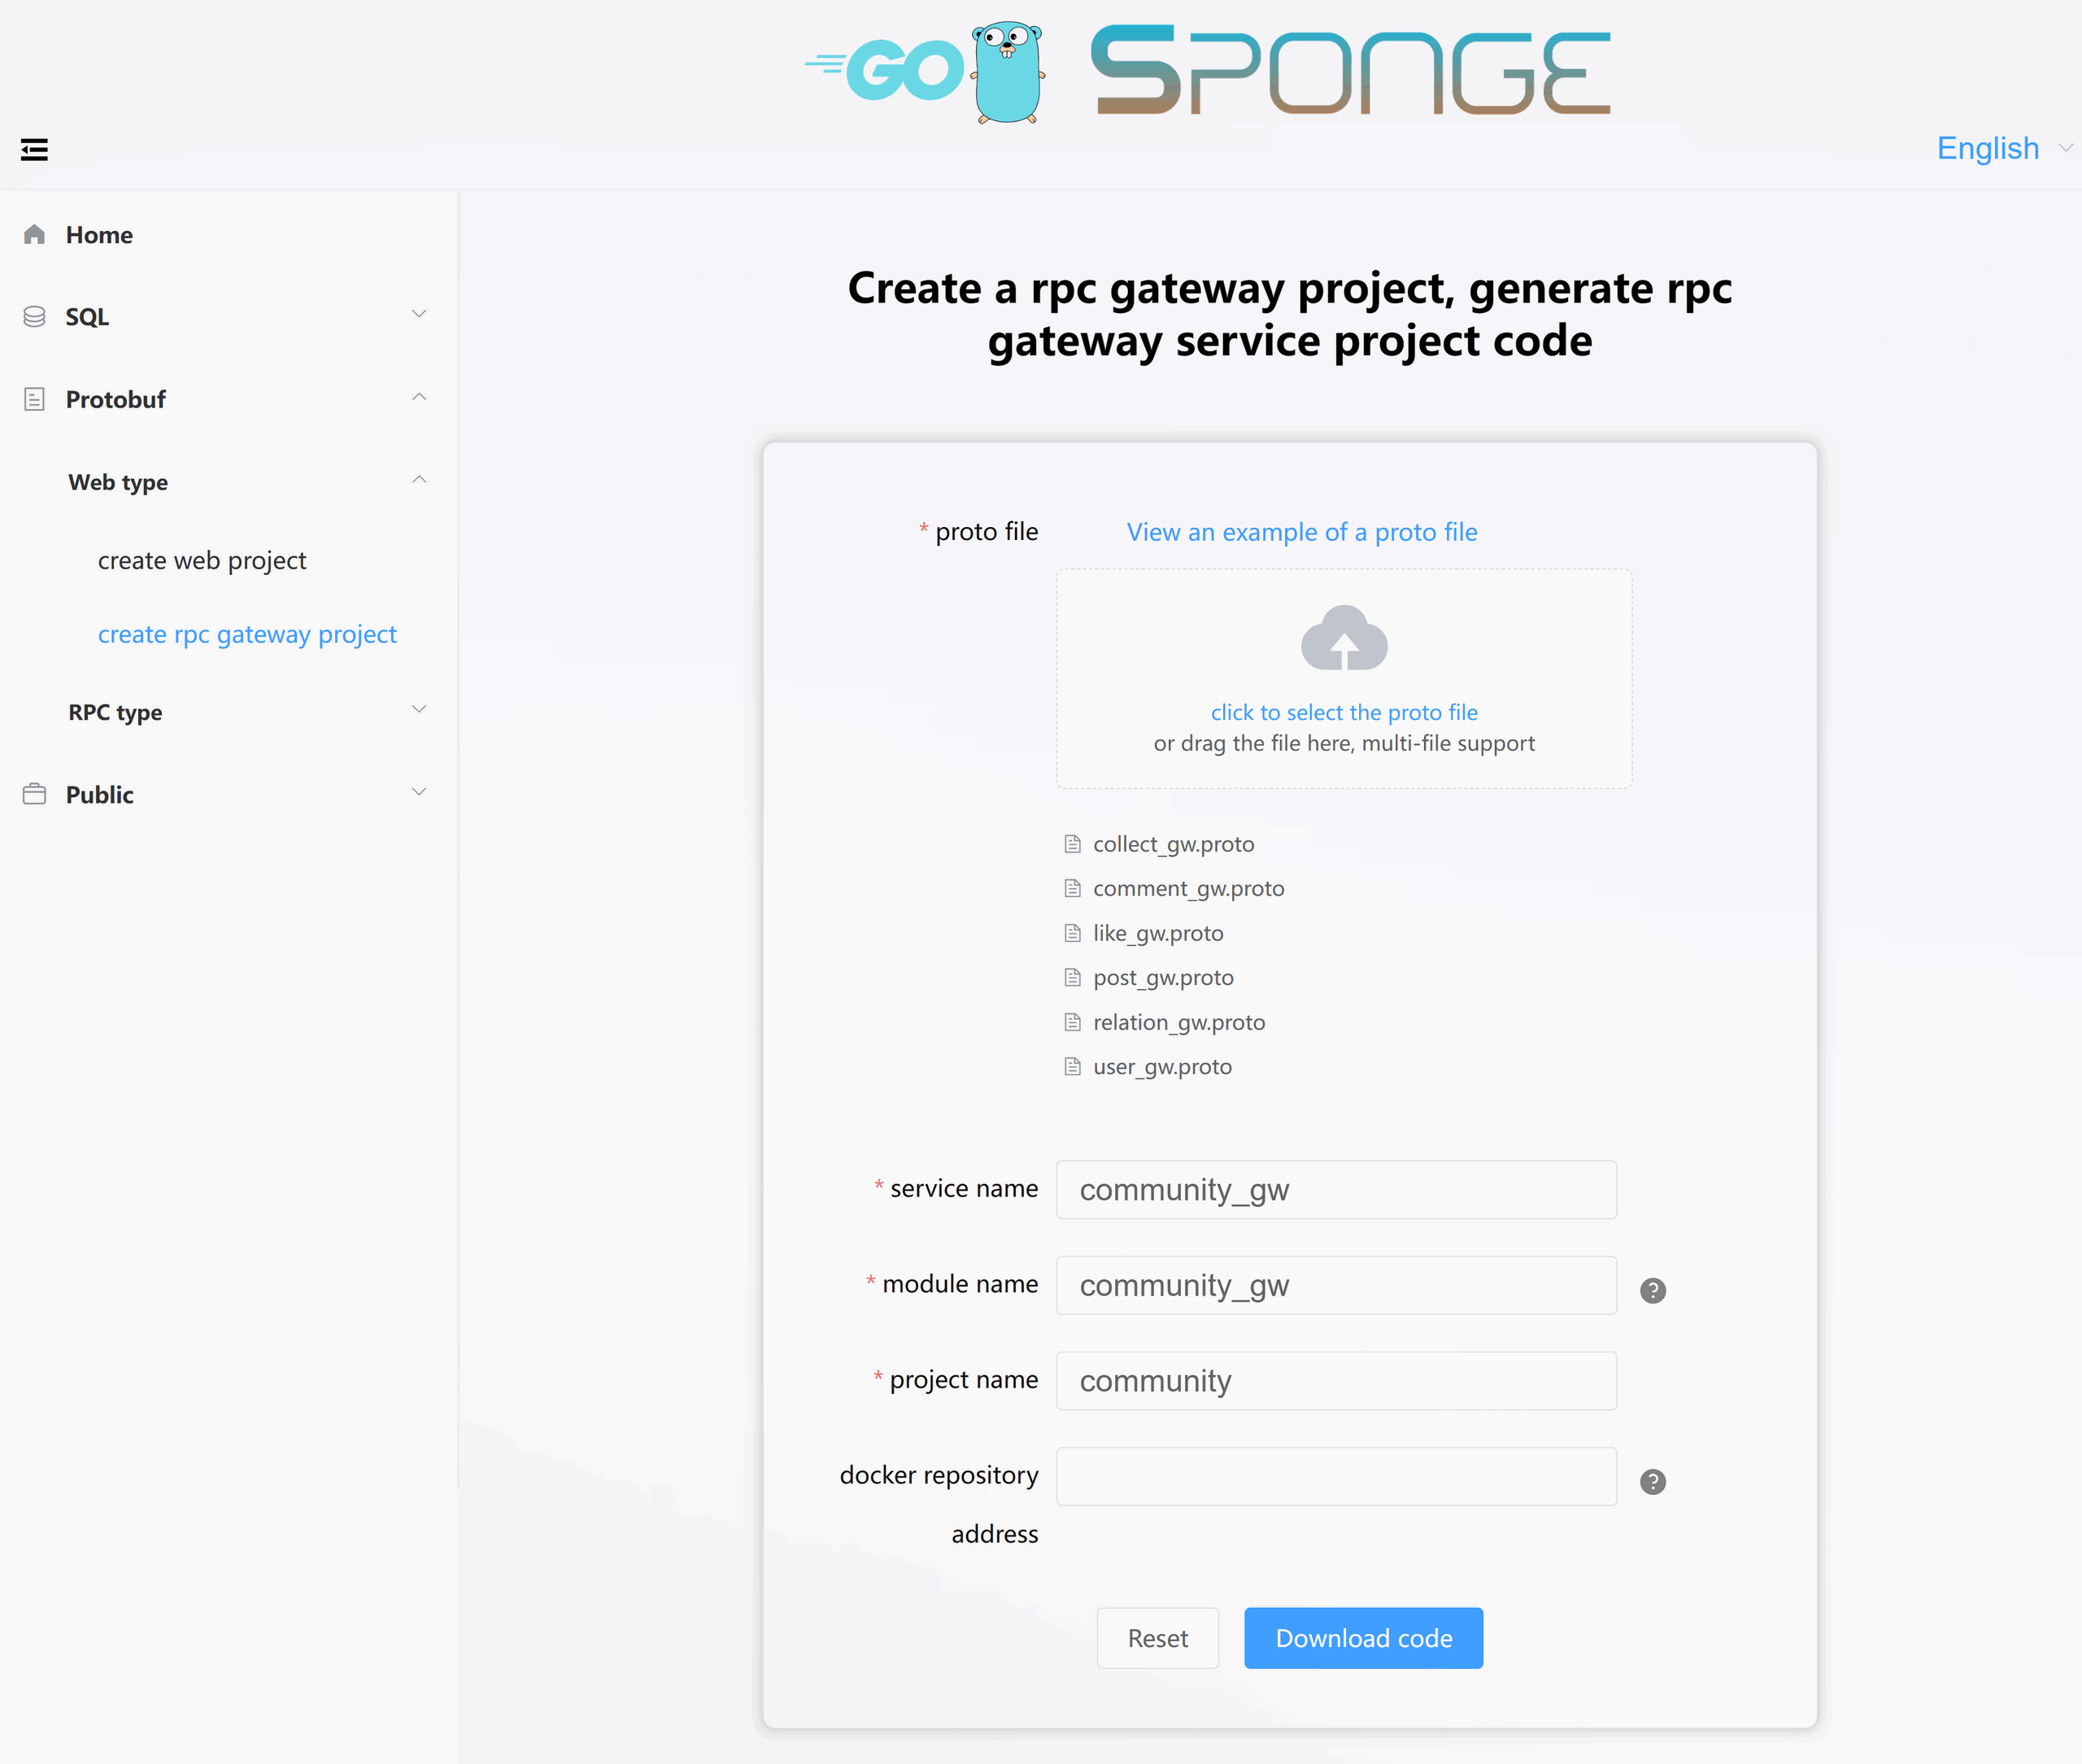 GO SPONGE
English
Home
SQL
Protobuf
Web type
create web project
create rpc gateway project
RPC type
Public
Create a rpc gateway project, generate rpc
gateway service project code
* proto file View an example of a proto file
click to select the proto file
or drag the file here, multi-file support
collect_gw.proto
comment_gw.proto
like_gw.proto
post_gw.proto
relation_gw.proto
user_gw.proto
* service name community_gw
* module name community_gw ?
* project name community
docker repository ?
address
Reset Download code